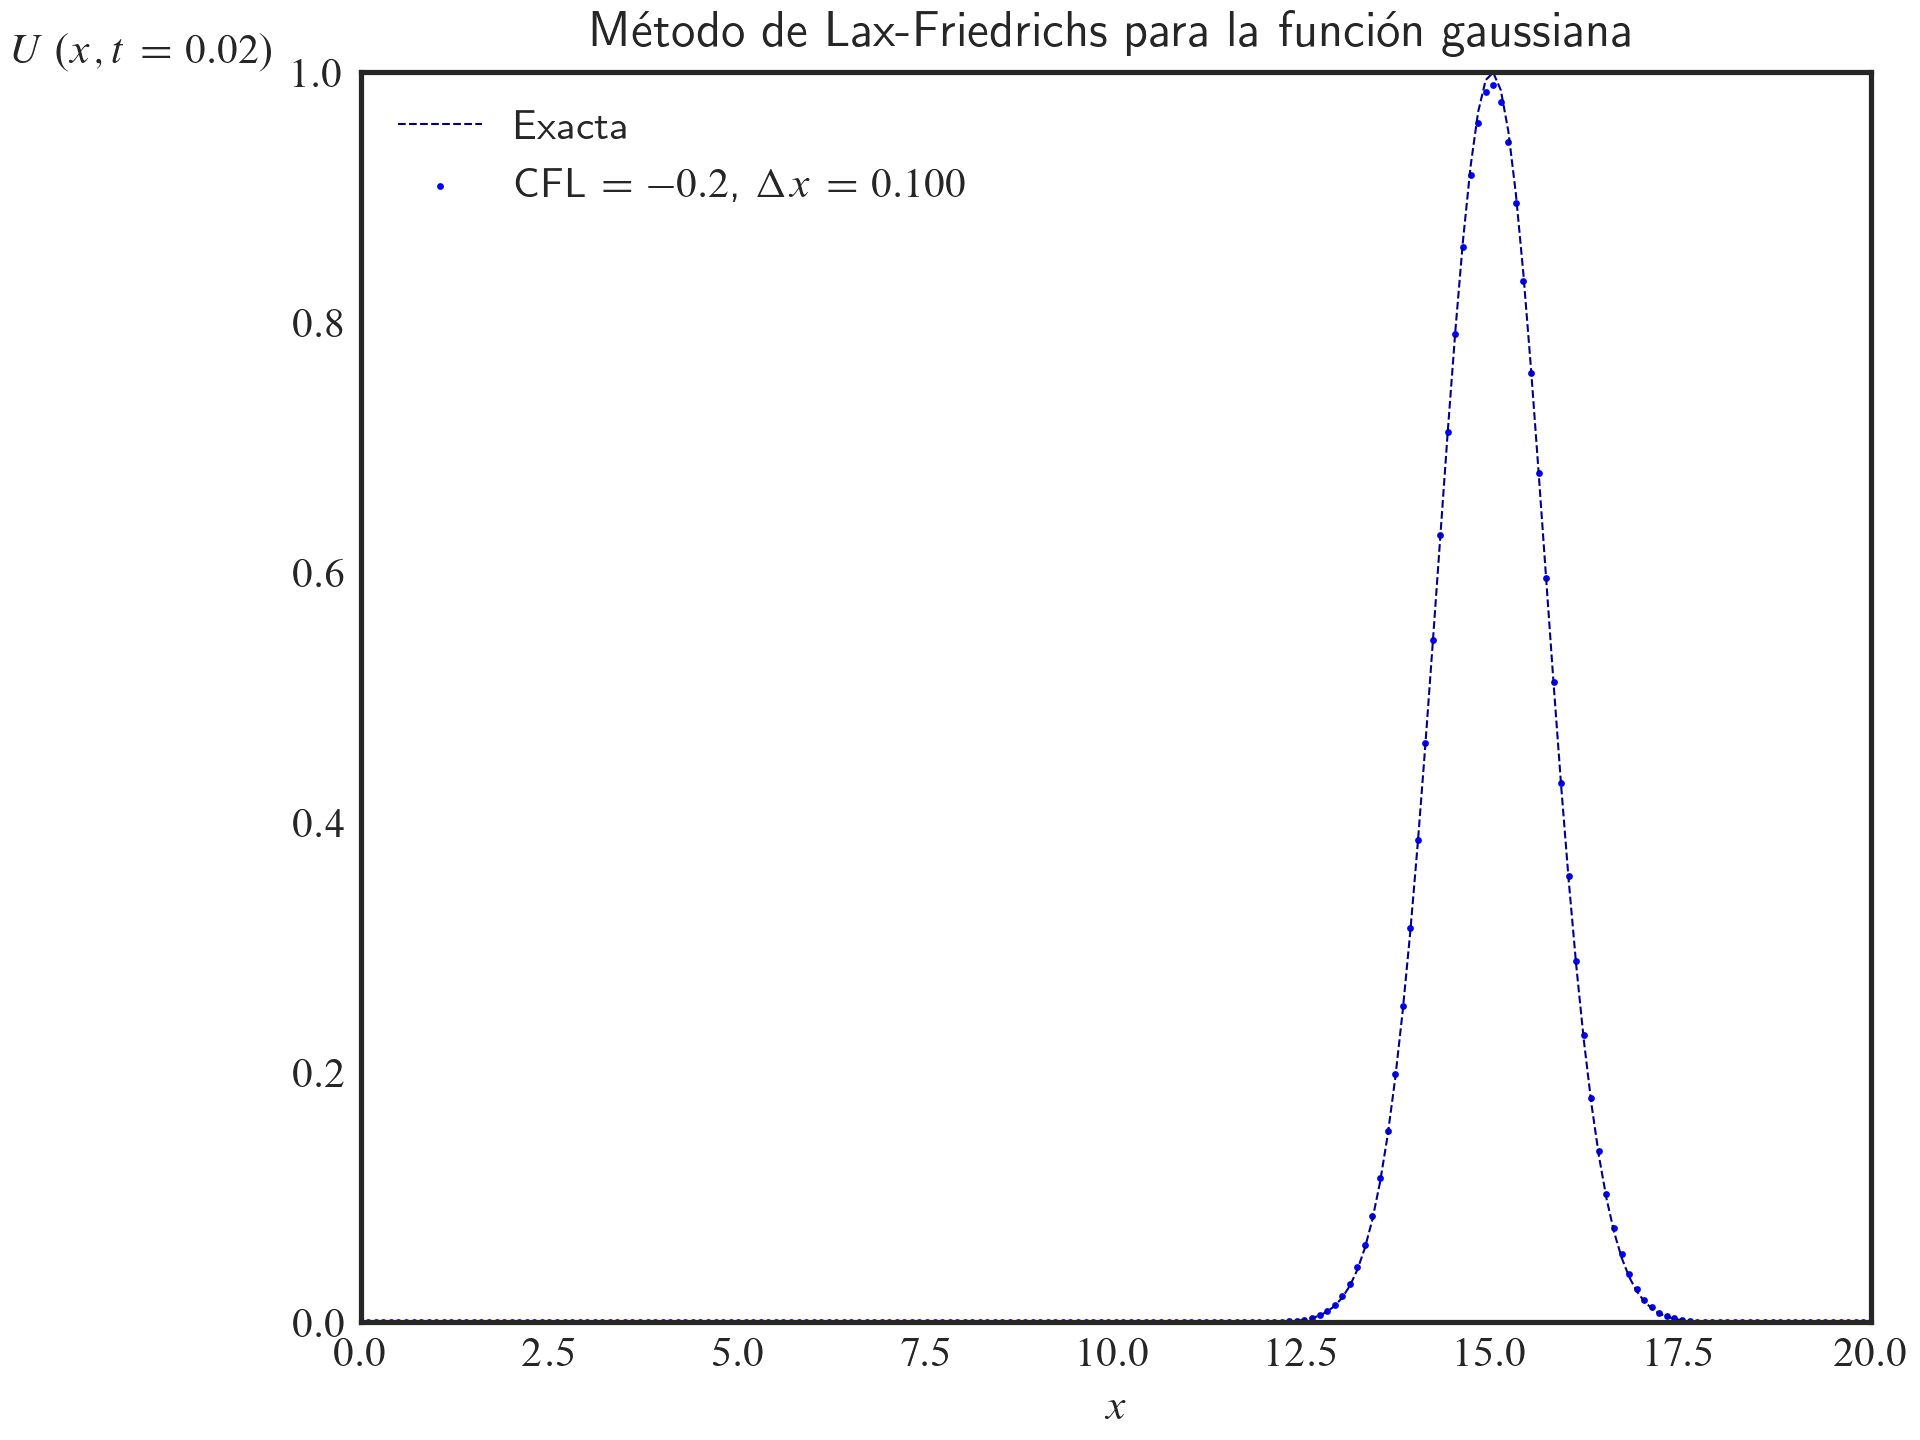 Método de Lax-Friedrichs para la función gaussiana
U (x, t = 0.02)
Exacta
CFL = −0.2, Δx = 0.100
1.0
0.8
0.6
0.4
0.2
0.0
0.0 2.5 5.0 7.5 10.0 12.5 15.0 17.5 20.0
x